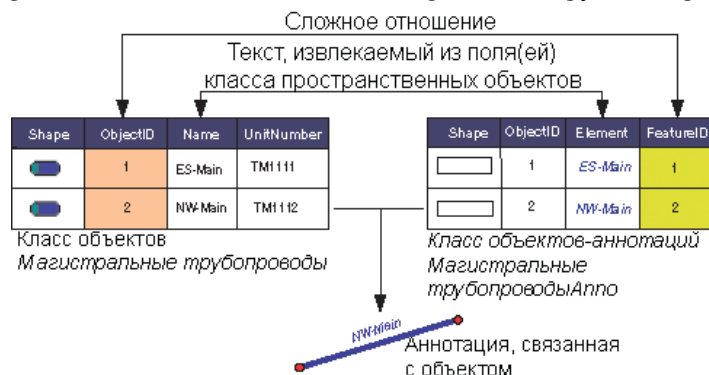 Сложное отношение
Текст, извлекаемый из поля(ей)
класса пространственных объектов
Shape ObjectID Name UnitNumber
1 ES-Main TM1111
2 NW-Main TM1112
Shape ObjectID Element FeatureID
1 ES-Main 1
2 NW-Main 2
Класс объектов
Магистральные трубопроводы
Класс объектов-аннотаций
Магистральные
трубопроводыAnno
NW-Main
Аннотация, связанная
с объектом